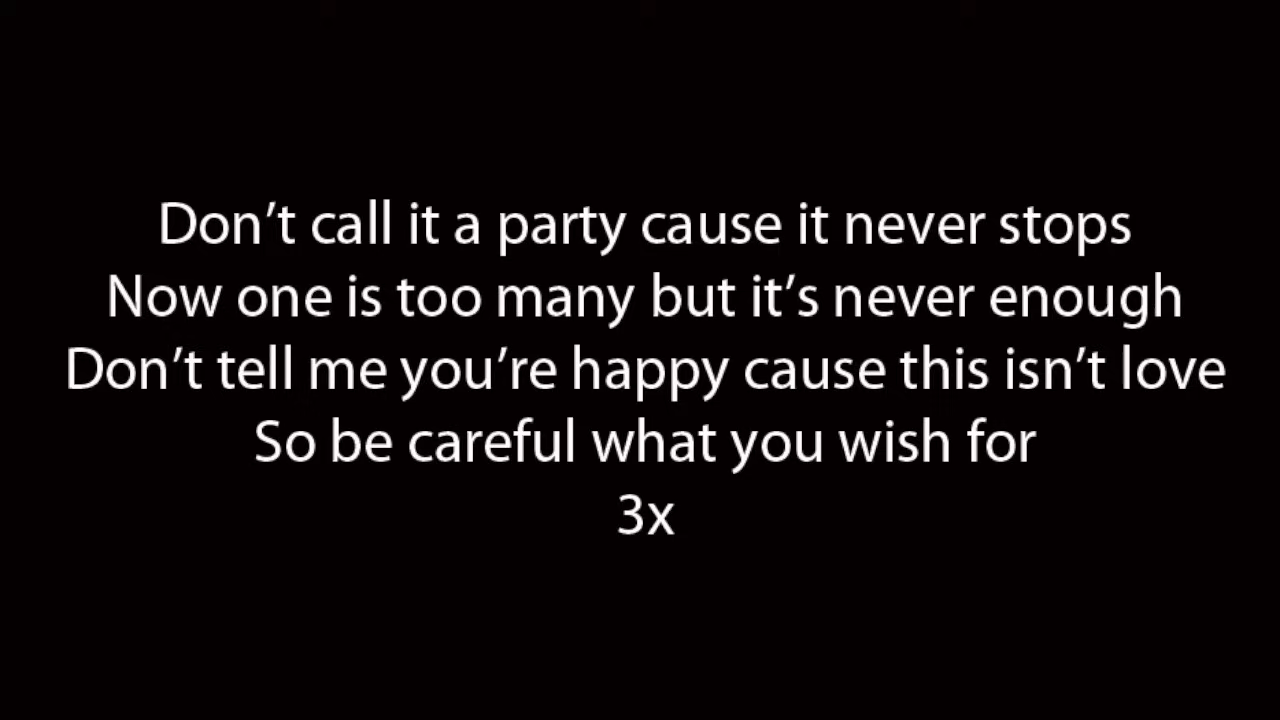 Don’t call it a party cause it never stops
Now one is too many but it’s never enough
Don’t tell me you’re happy cause this isn’t love
So be careful what you wish for
3x